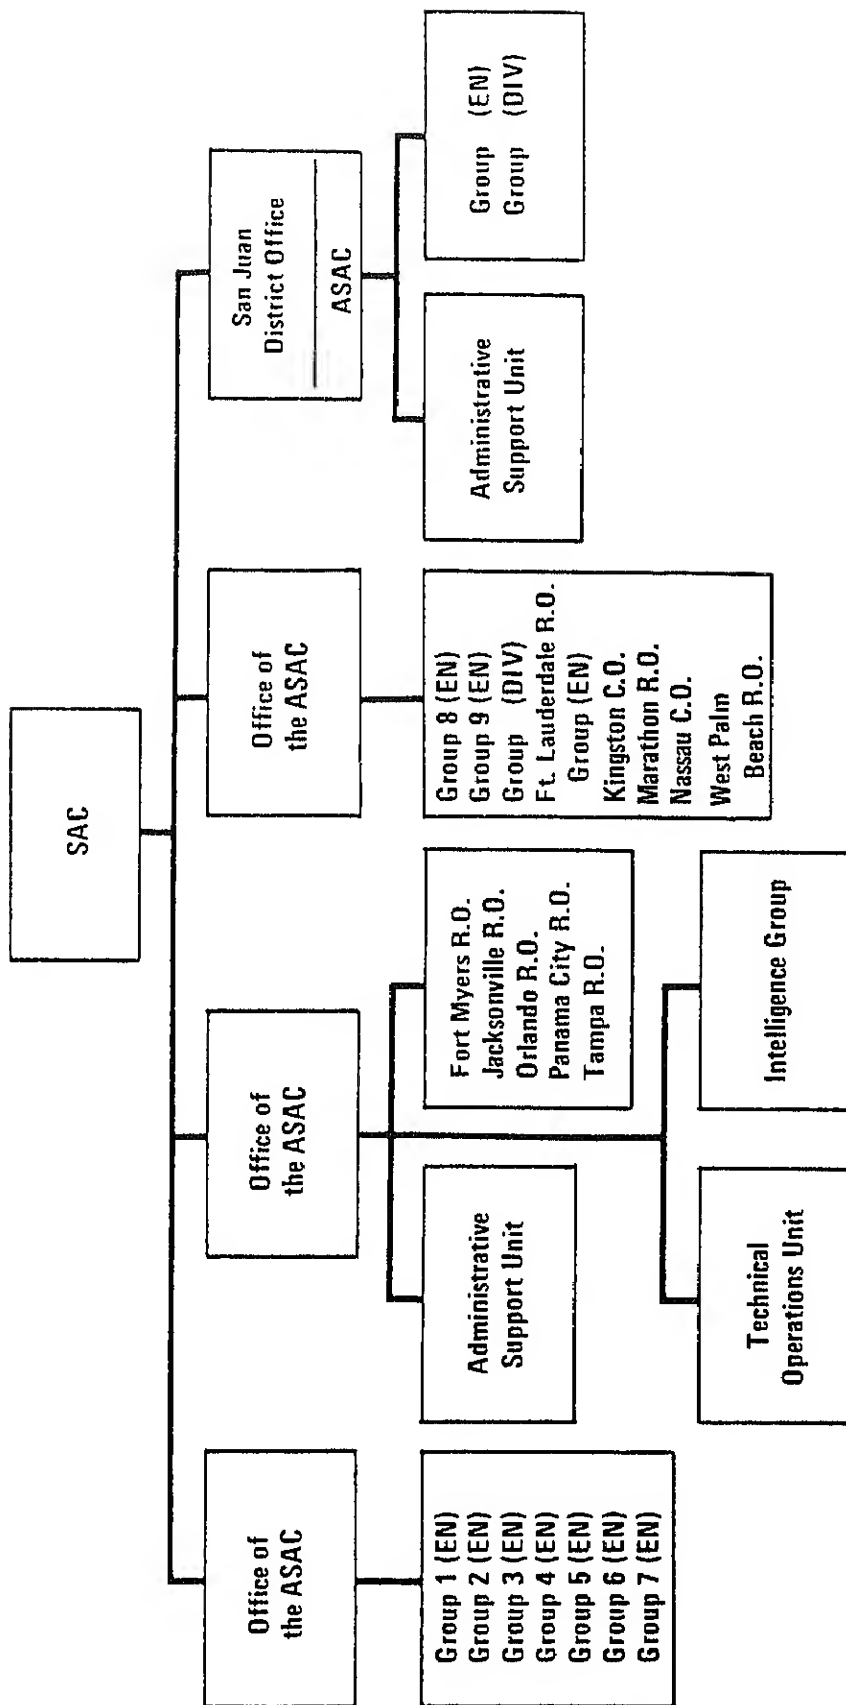 SAC
Office of
the ASAC
Office of
the ASAC
Office of
the ASAC
San Juan
District Office
ASAC
Group 1 (EN)
Group 2 (EN)
Group 3 (EN)
Group 4 (EN)
Group 5 (EN)
Group 6 (EN)
Group 7 (EN)
Administrative
Support Unit
Fort Myers R.O.
Jacksonville R.O.
Orlando R.O.
Panama City R.O.
Tampa R.O.
Technical
Operations Unit
Intelligence Group
Group 8 (EN)
Group 9 (EN)
Group (DIV)
Ft. Lauderdale R.O.
Group (EN)
Kingston C.O.
Marathon R.O.
Nassau C.O.
West Palm
Beach R.O.
Administrative
Support Unit
Group (EN)
Group (DIV)